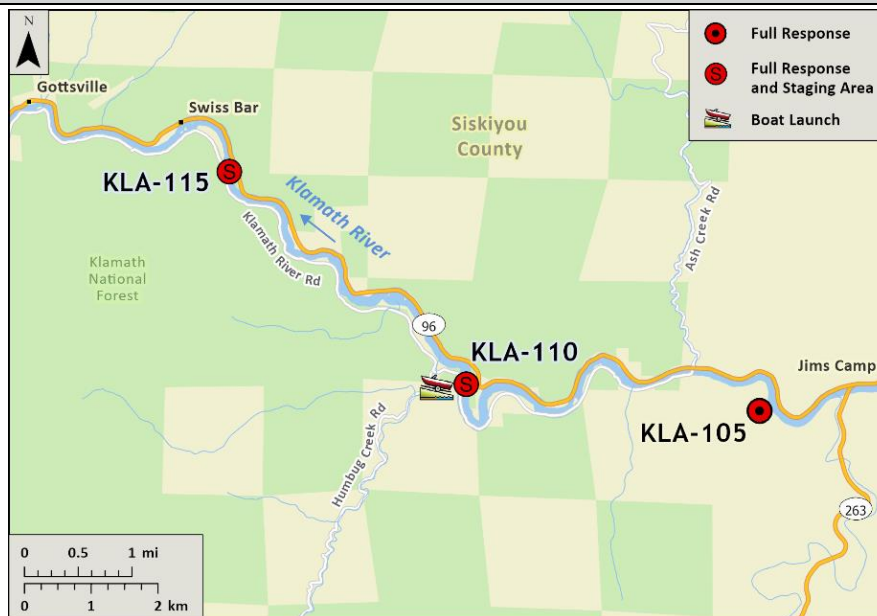 N
Gottsville
Swiss Bar
KLA-115
Siskiyou
County
Full Response
Full Response
and Staging Area
Boat Launch
S
S
Klamath River
Klamath River Rd
Ash Creek Rd
Klamath
National
Forest
96
KLA-110
S
Jims Camp
KLA-105
Humbug Creek Rd
263
0 0.5 1 mi
0 1 2 km